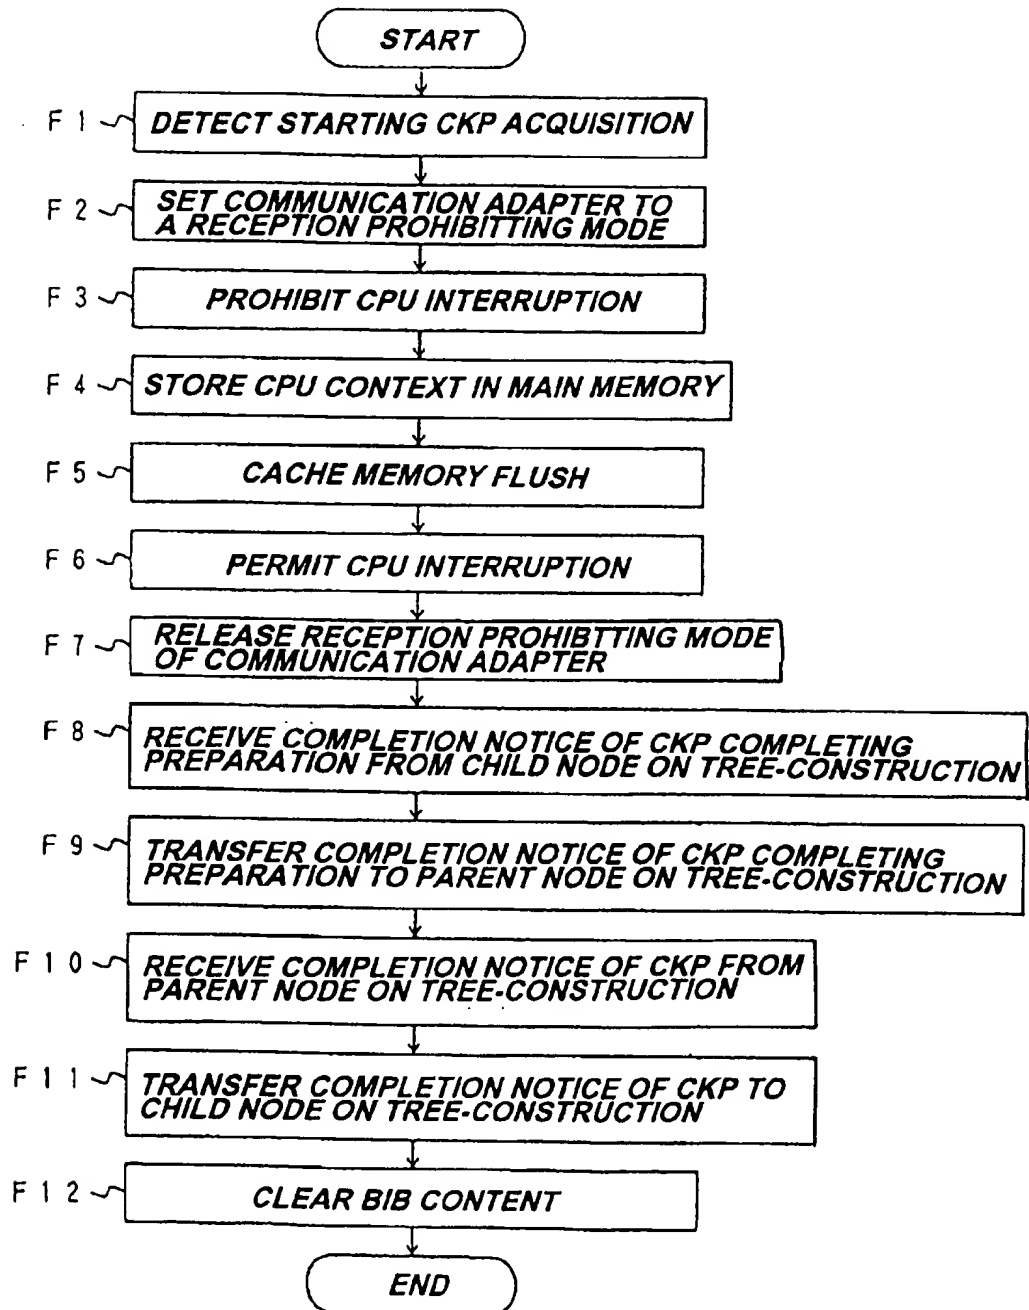 START
F 1
DETECT STARTING CKP ACQUISITION
F 2
SET COMMUNICATION ADAPTER TO
A RECEPTION PROHIBITTING MODE
F 3
PROHIBIT CPU INTERRUPTION
F 4
STORE CPU CONTEXT IN MAIN MEMORY
F 5
CACHE MEMORY FLUSH
F 6
PERMIT CPU INTERRUPTION
F 7
RELEASE RECEPTION PROHIBTTING MODE
OF COMMUNICATION ADAPTER
F 8
RECEIVE COMPLETION NOTICE OF CKP COMPLETING
PREPARATION FROM CHILD NODE ON TREE-CONSTRUCTION
F 9
TRANSFER COMPLETION NOTICE OF CKP COMPLETING
PREPARATION TO PARENT NODE ON TREE-CONSTRUCTION
F 1 0
RECEIVE COMPLETION NOTICE OF CKP FROM
PARENT NODE ON TREE-CONSTRUCTION
F 1 1
TRANSFER COMPLETION NOTICE OF CKP TO
CHILD NODE ON TREE-CONSTRUCTION
F 1 2
CLEAR BIB CONTENT
END